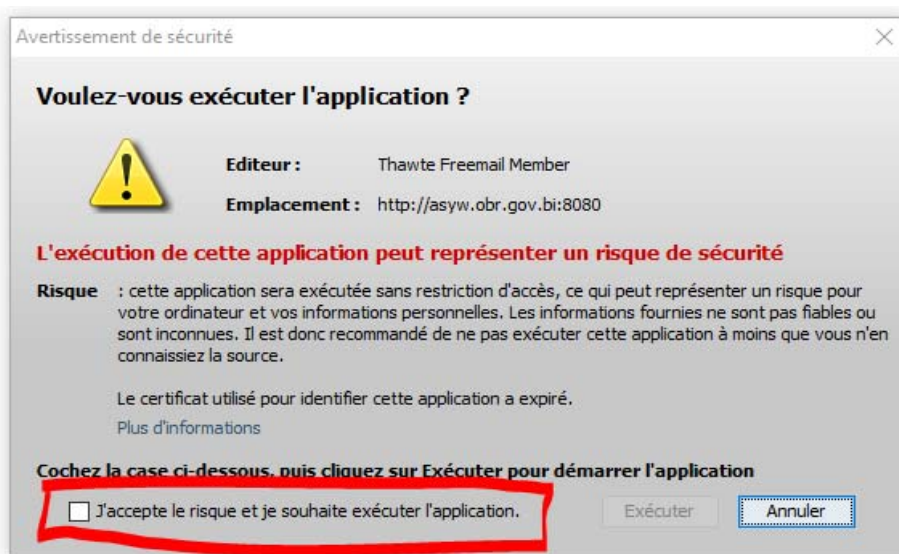 Avertissement de sécurité
Voulez-vous exécuter l'application ?
Editeur : Thawte Freemail Member
Emplacement : http://asyw.obr.gov.bi:8080
L'exécution de cette application peut représenter un risque de sécurité
Risque : cette application sera exécutée sans restriction d'accès, ce qui peut représenter un risque pour
votre ordinateur et vos informations personnelles. Les informations fournies ne sont pas fiables ou
sont inconnues. Il est donc recommandé de ne pas exécuter cette application à moins que vous n'en
connaissiez la source.
Le certificat utilisé pour identifier cette application a expiré.
Plus d'informations
Cochez la case ci-dessous, puis cliquez sur Exécuter pour démarrer l'application
J'accepte le risque et je souhaite exécuter l'application. Exécuter Annuler